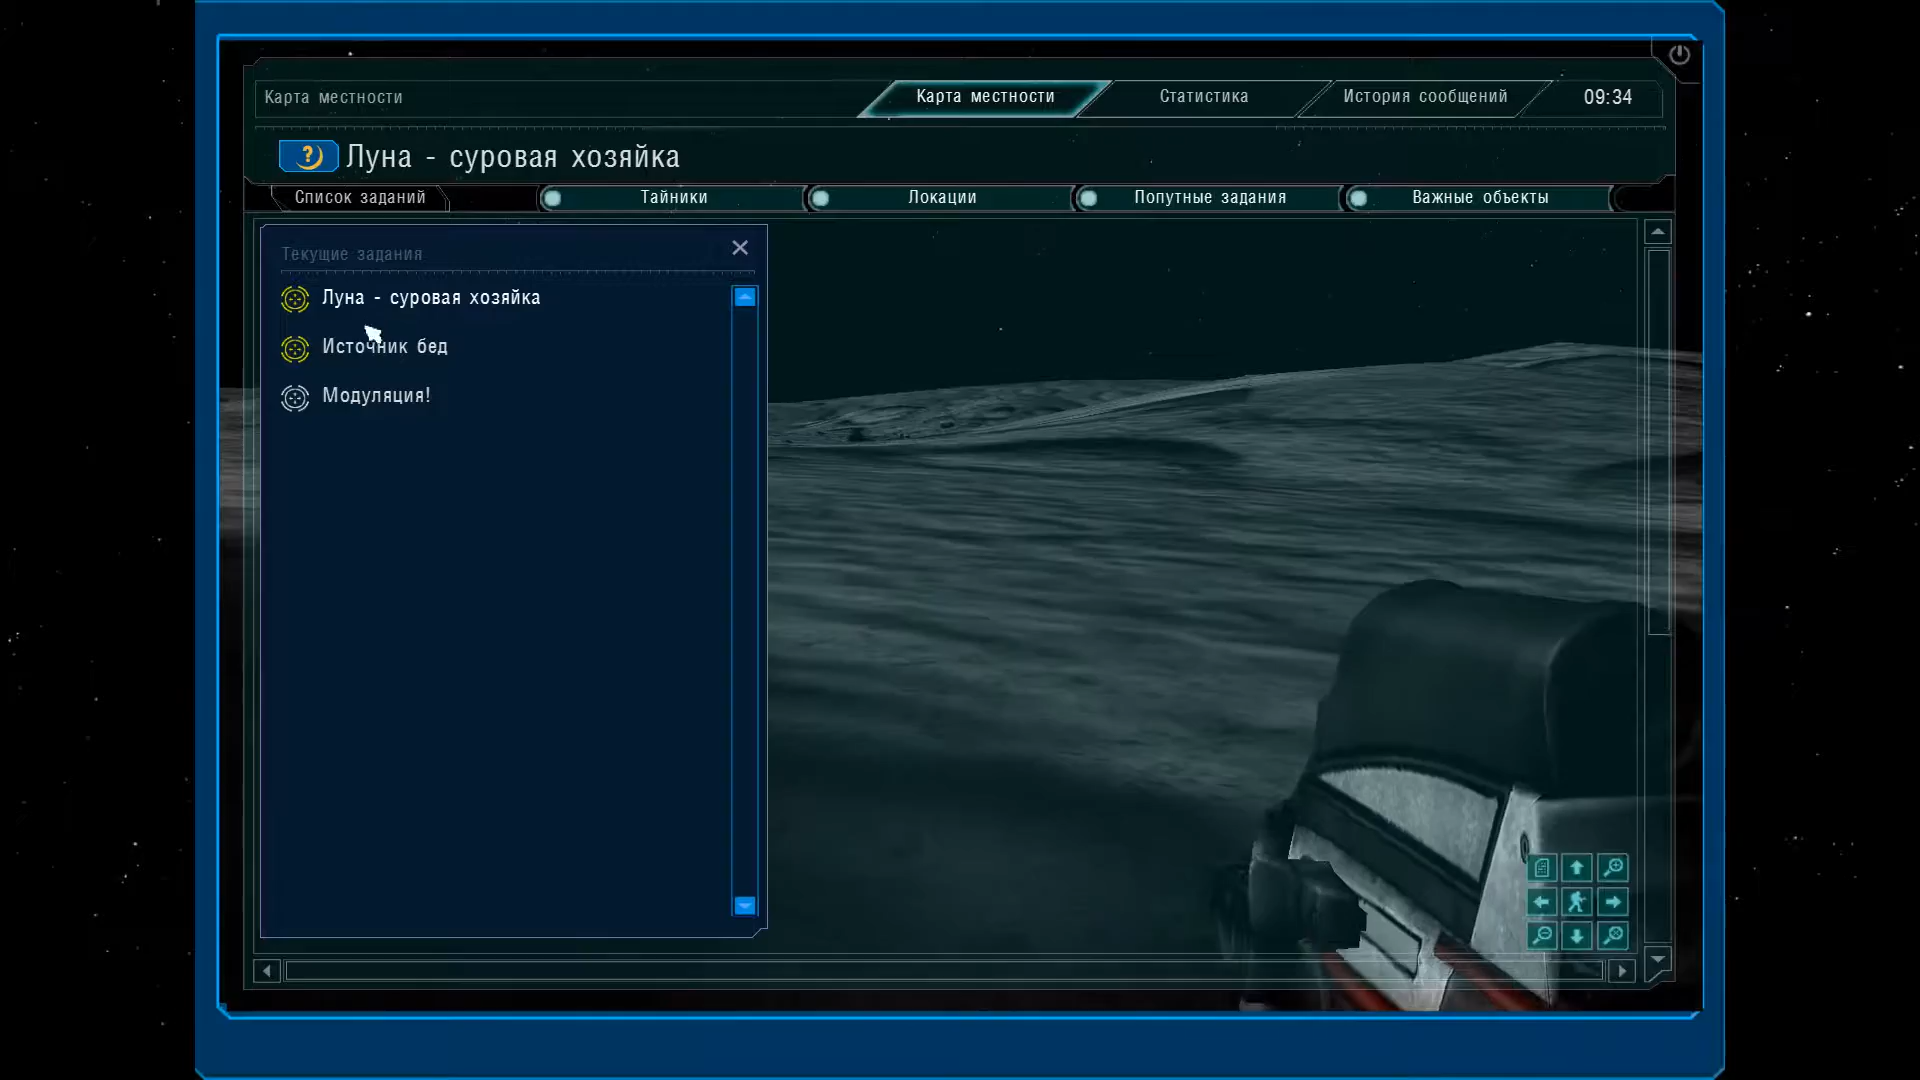 Карта местности
Карта местности
Статистика
История сообщений
09:34
Луна - суровая хозяйка
Список заданий
Тайники
Локации
Попутные задания
Важные объекты
Текущие задания
Луна - суровая хозяйка
Источник бед
Модуляция!